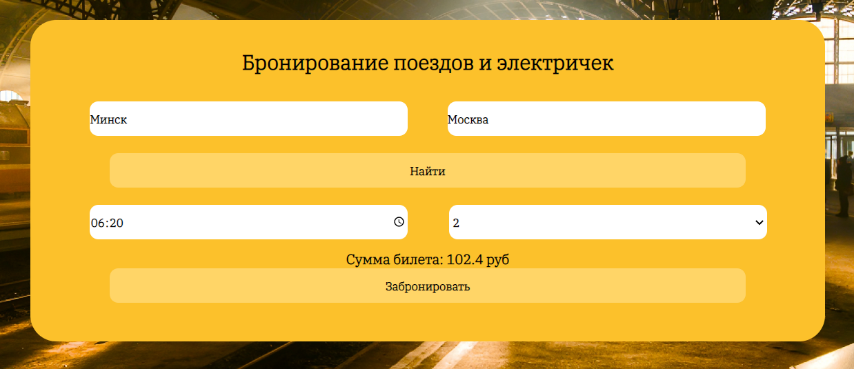 Бронирование поездов и электричек
Минск Москва
Найти
06:20 2
Сумма билета: 102.4 руб
Забронировать